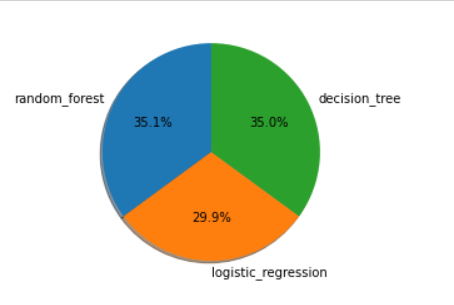 random_forest
decision_tree
35.1%
35.0%
29.9%
logistic_regression